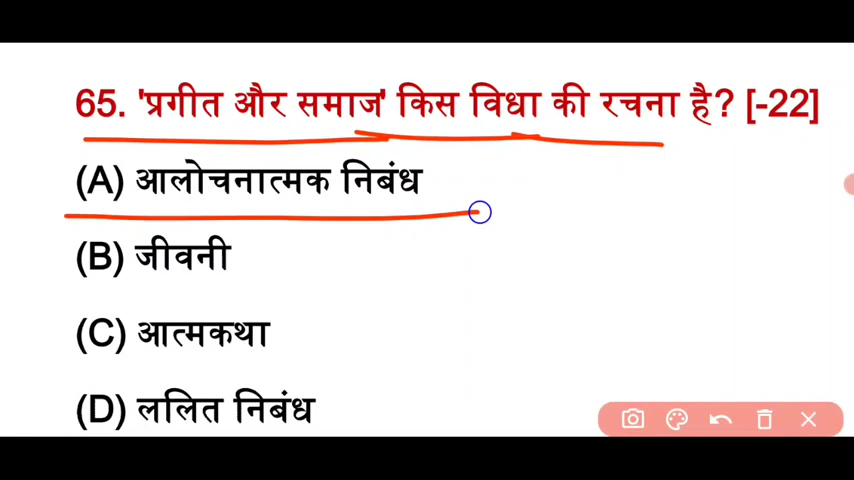 65. 'प्रगीत और समाज' किस विधा की रचना है? [-22]
(A) आलोचनात्मक निबंध
(B) जीवनी
(C) आत्मकथा
(D) ललित निबंध